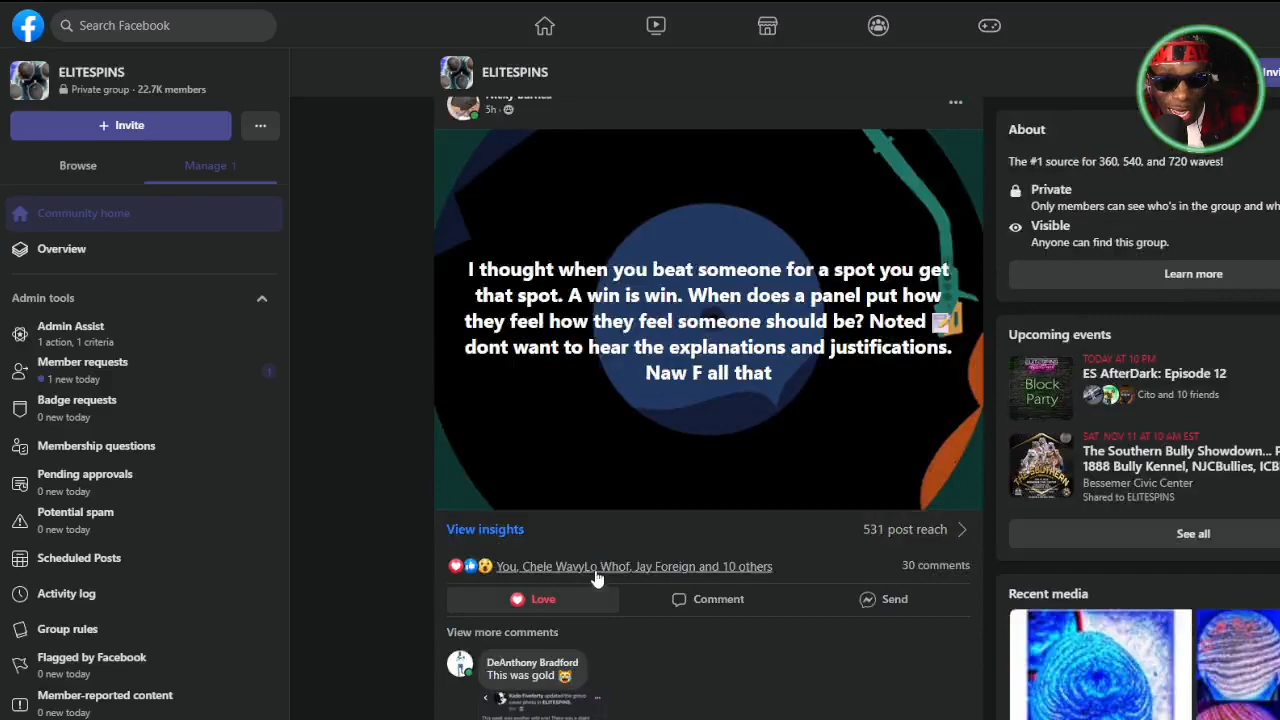 Search Facebook
ELITESPINS
Private group · 22.7K members
+ Invite
Browse
Manage 1
Community home
Overview
Admin tools
Admin Assist
1 action, 1 criteria
Member requests
1 new today
1
Badge requests
0 new today
Membership questions
Pending approvals
0 new today
Potential spam
0 new today
Scheduled Posts
Activity log
Group rules
Flagged by Facebook
0 new today
Member-reported content
0 new today
ELITESPINS
5h ·
I thought when you beat someone for a spot you get
that spot. A win is win. When does a panel put how
they feel how they feel someone should be? Noted 📝
dont want to hear the explanations and justifications.
Naw F all that
View insights
531 post reach
You, Chele WavyLo Whof, Jay Foreign and 10 others
30 comments
Love
Comment
Send
View more comments
DeAnthony Bradford
This was gold 😹
updated the group
cover photo in ELITESPINS.
Invi
About
The #1 source for 360, 540, and 720 waves!
Private
Only members can see who's in the group and wh
Visible
Anyone can find this group.
Learn more
Upcoming events
TODAY AT 10 PM
ES AfterDark: Episode 12
Cito and 10 friends
Block
Party
SAT, NOV 11 AT 10 AM EST
The Southern Bully Showdown... P
1888 Bully Kennel, NJCBullies, ICB
Bessemer Civic Center
Shared to ELITESPINS
See all
Recent media